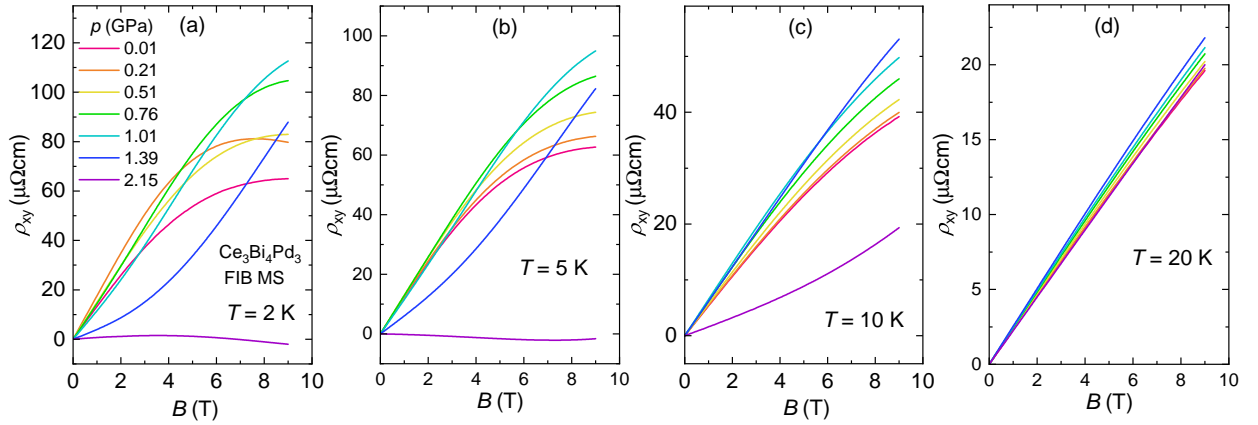 (a)
p (GPa)
0.01
0.21
0.51
0.76
1.01
1.39
2.15
Ce₃Bi₄Pd₃
FIB MS
T = 2 K
120
100
80
60
40
20
0
0 2 4 6 8 10
ρxy (μΩcm)
B (T)
(b)
T = 5 K
100
80
60
40
20
0
0 2 4 6 8 10
ρxy (μΩcm)
B (T)
(c)
T = 10 K
40
20
0
0 2 4 6 8 10
ρxy (μΩcm)
B (T)
(d)
T = 20 K
20
15
10
5
0
0 2 4 6 8 10
ρxy (μΩcm)
B (T)